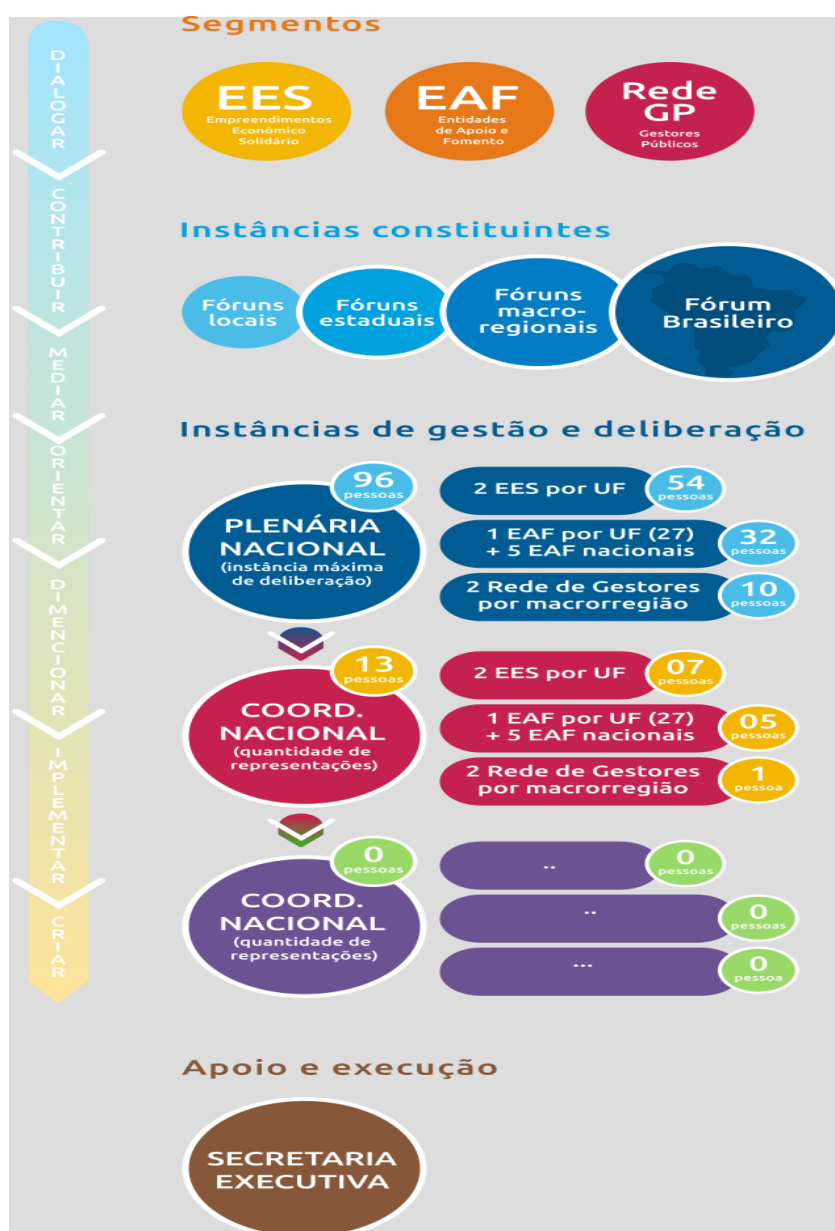 Segmentos
EES
Empreendimentos
Econômico
Solidário
EAF
Entidades
de Apoio e
Fomento
Rede
GP
Gestores
Públicos
Instâncias constituintes
Fóruns
locais
Fóruns
estaduais
Fóruns
macro-
regionais
Fórum
Brasileiro
Instâncias de gestão e deliberação
96
pessoas
PLENÁRIA
NACIONAL
(instância máxima
de deliberação)
2 EES por UF
54
pessoas
1 EAF por UF (27)
+ 5 EAF nacionais
32
pessoas
2 Rede de Gestores
por macrorregião
10
pessoas
13
pessoas
COORD.
NACIONAL
(quantidade de
representações)
2 EES por UF
07
pessoas
1 EAF por UF (27)
+ 5 EAF nacionais
05
pessoas
2 Rede de Gestores
por macrorregião
1
pessoa
0
pessoas
COORD.
NACIONAL
(quantidade de
representações)
..
0
pessoas
..
0
pessoas
...
0
pessoa
Apoio e execução
SECRETARIA
EXECUTIVA
DIALOGAR
CONTRIBUIR
MEDIAR
ORIENTAR
DIMENCIONAR
IMPLEMENTAR
CRIAR